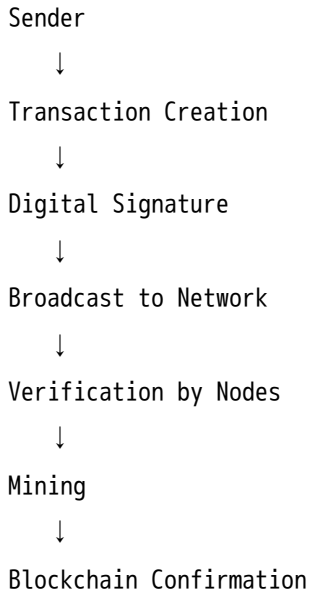 Sender
↓
Transaction Creation
↓
Digital Signature
↓
Broadcast to Network
↓
Verification by Nodes
↓
Mining
↓
Blockchain Confirmation